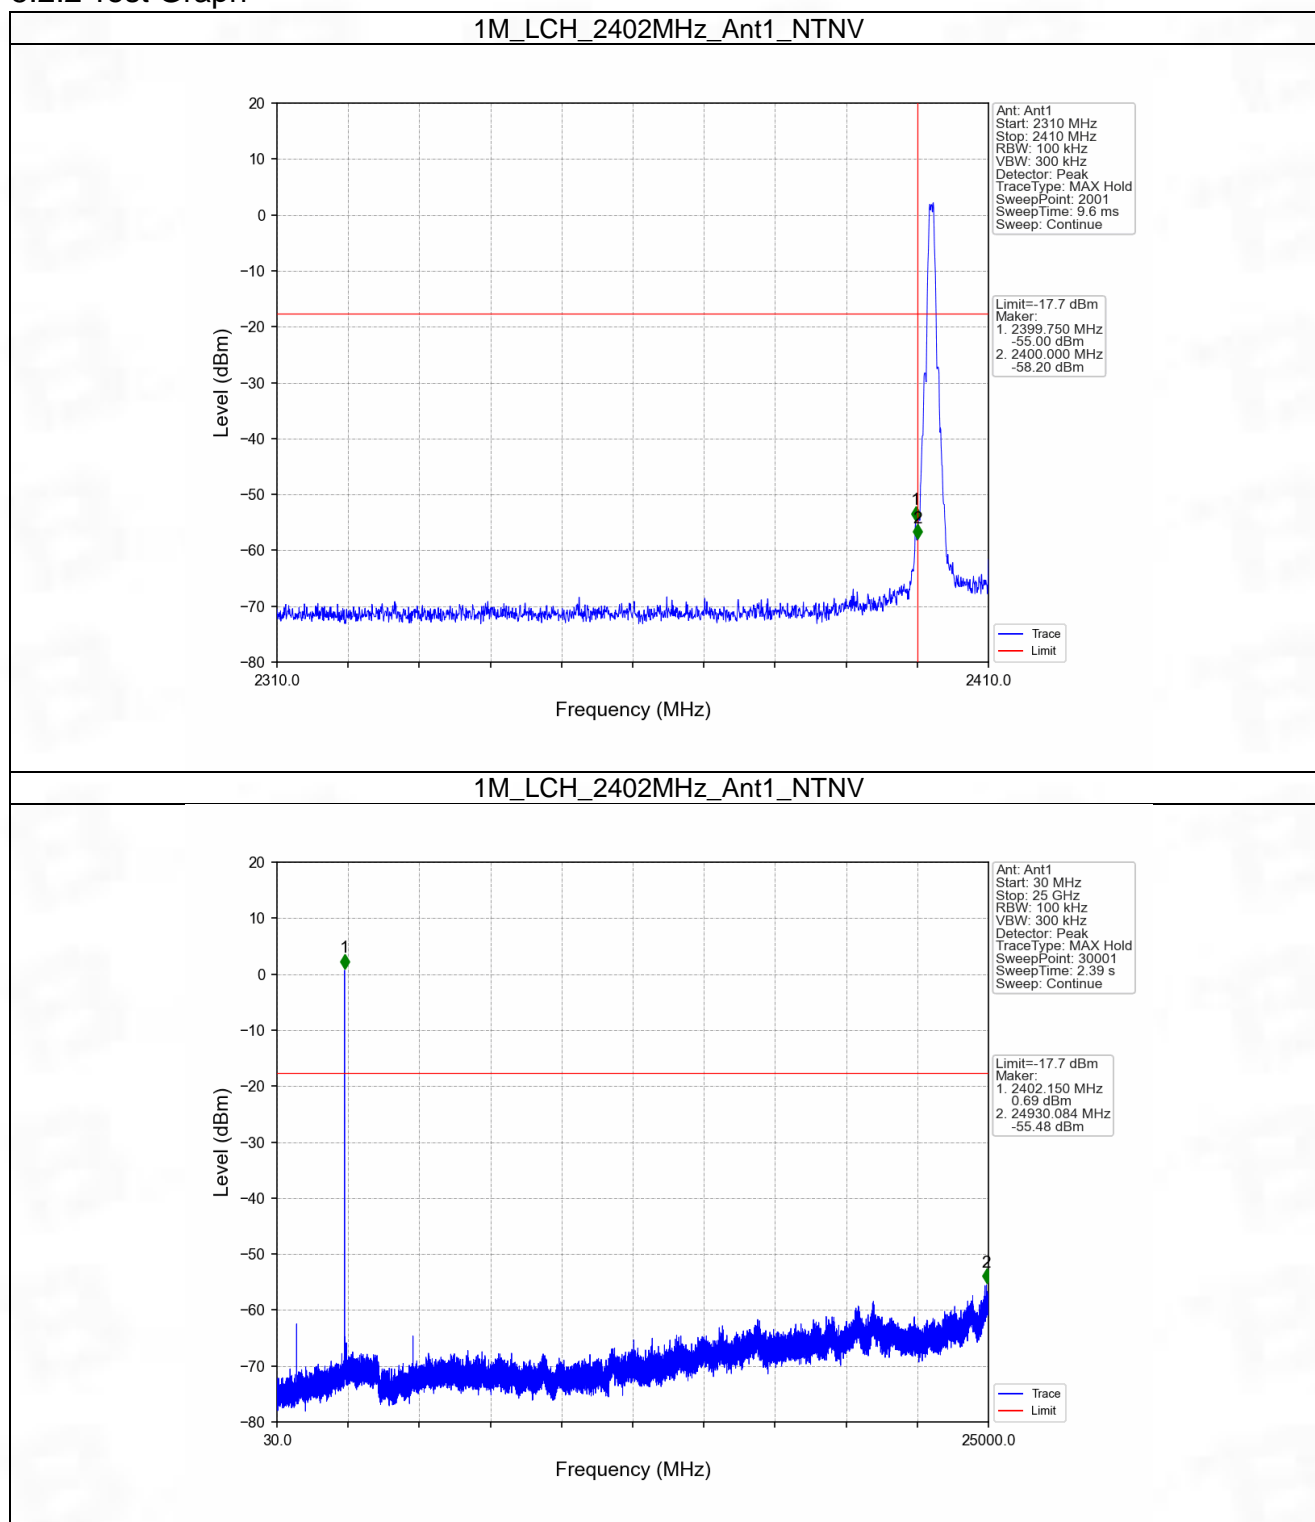 1M_LCH_2402MHz_Ant1_NTNV
20
10
0
−10
−20
−30
−40
−50
−60
−70
−80
Level (dBm)
2310.0
2410.0
Frequency (MHz)
1
2
Ant: Ant1
Start: 2310 MHz
Stop: 2410 MHz
RBW: 100 kHz
VBW: 300 kHz
Detector: Peak
TraceType: MAX Hold
SweepPoint: 2001
SweepTime: 9.6 ms
Sweep: Continue
Limit=-17.7 dBm
Maker:
1. 2399.750 MHz
-55.00 dBm
2. 2400.000 MHz
-58.20 dBm
Trace
Limit
1M_LCH_2402MHz_Ant1_NTNV
20
10
0
−10
−20
−30
−40
−50
−60
−70
−80
Level (dBm)
30.0
25000.0
Frequency (MHz)
1
2
Ant: Ant1
Start: 30 MHz
Stop: 25 GHz
RBW: 100 kHz
VBW: 300 kHz
Detector: Peak
TraceType: MAX Hold
SweepPoint: 30001
SweepTime: 2.39 s
Sweep: Continue
Limit=-17.7 dBm
Maker:
1. 2402.150 MHz
0.69 dBm
2. 24930.084 MHz
-55.48 dBm
Trace
Limit